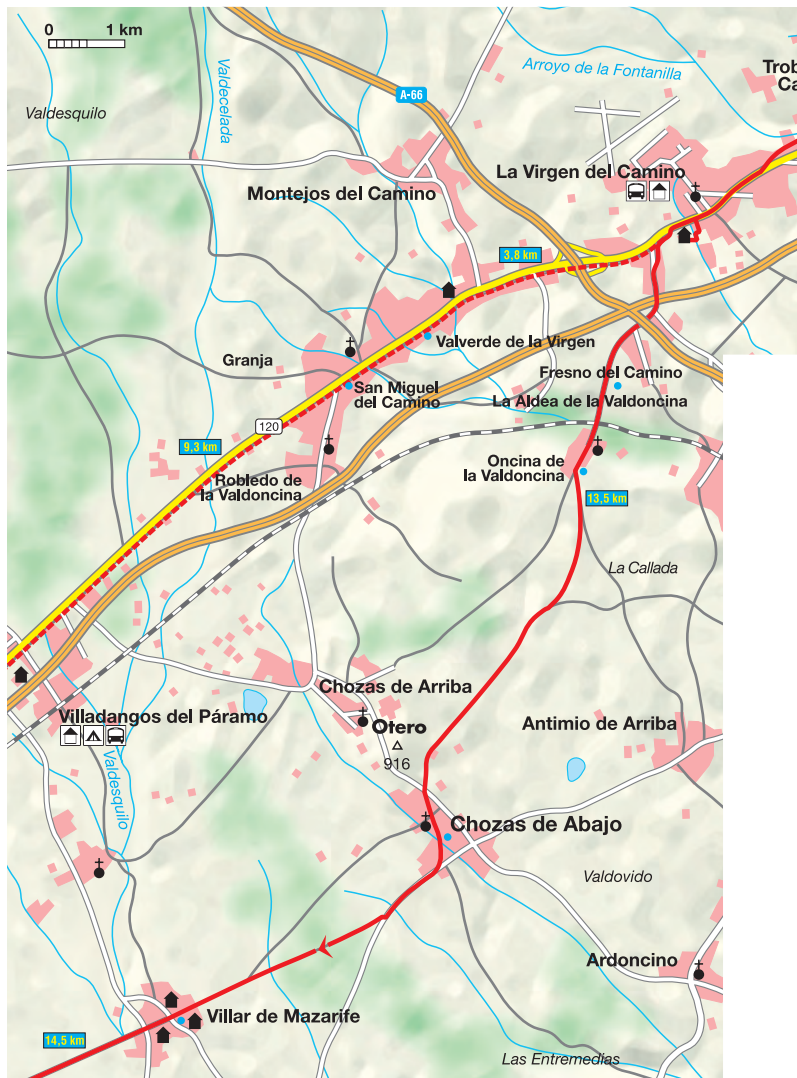 0 1 km
Trob
Ca
Arroyo de la Fontanilla
Valdecelada
Valdesquilo
A-66
La Virgen del Camino
Montejos del Camino
3,8 km
Valverde de la Virgen
Granja
San Miguel
del Camino
Fresno del Camino
La Aldea de la Valdoncina
120
9,3 km
Oncina de
la Valdoncina
Robledo de
la Valdoncina
13,5 km
La Callada
Chozas de Arriba
Villadangos del Páramo
Otero
916
Antimio de Arriba
Valdesquilo
Chozas de Abajo
Valdovido
Ardoncino
Villar de Mazarife
14,5 km
Las Entremedias